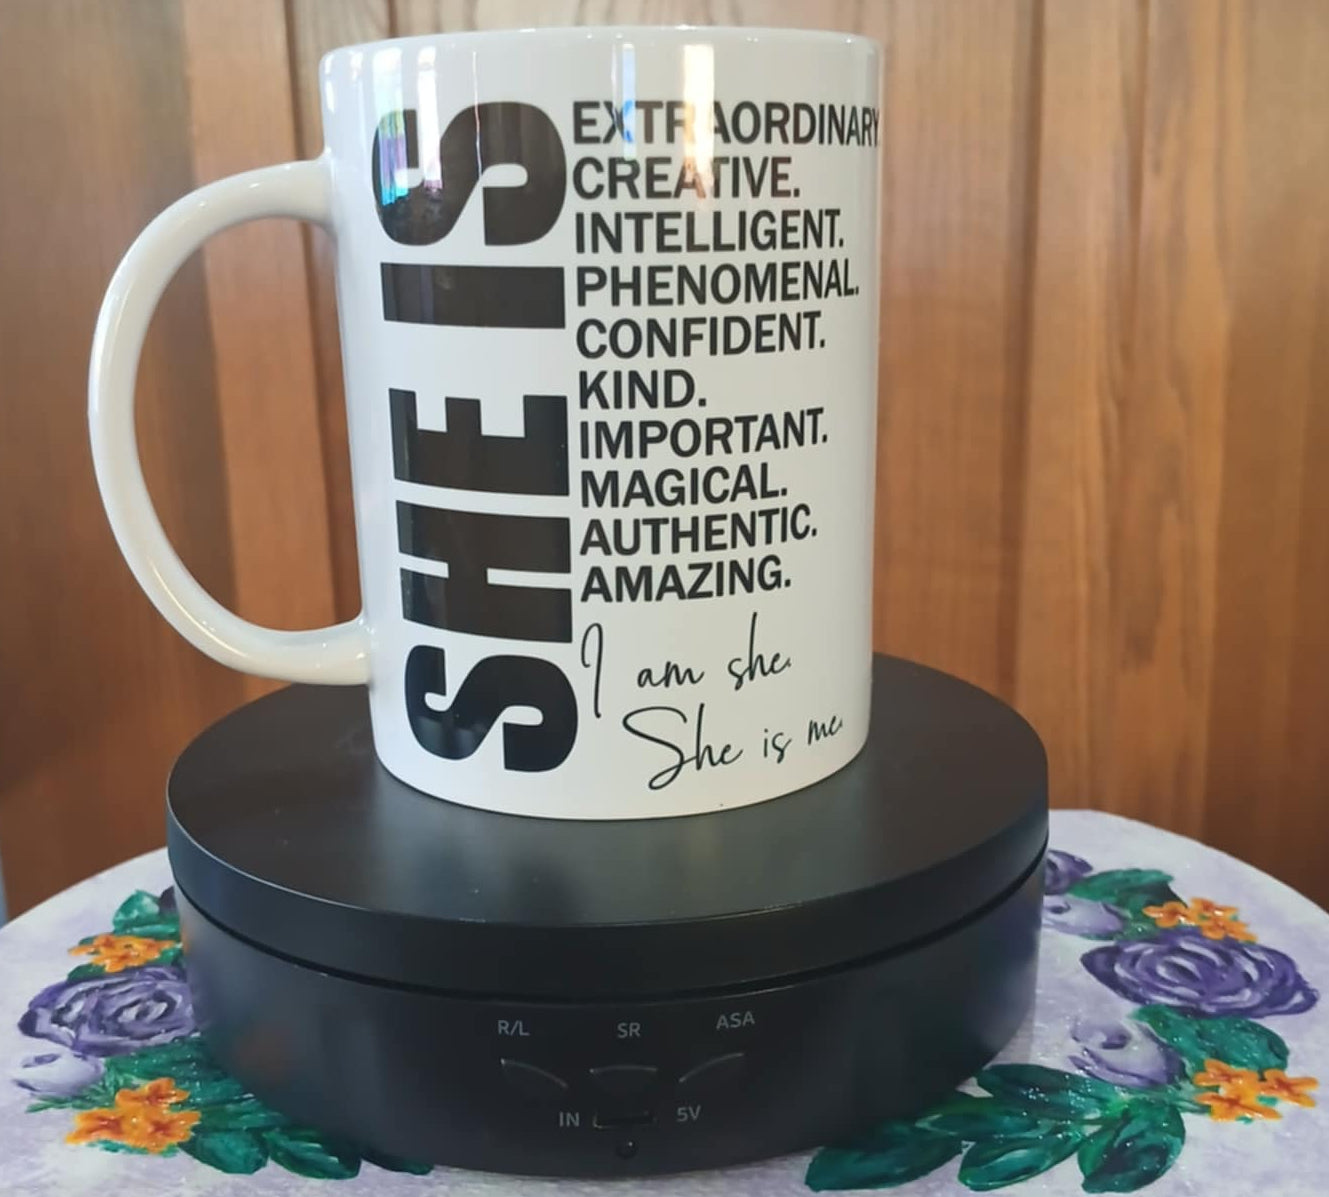 SHE IS
EXTRAORDINARY.
CREATIVE.
INTELLIGENT.
PHENOMENAL.
CONFIDENT.
KIND.
IMPORTANT.
MAGICAL.
AUTHENTIC.
AMAZING.
I am she.
She is me.
R/L SR ASA
IN 5V